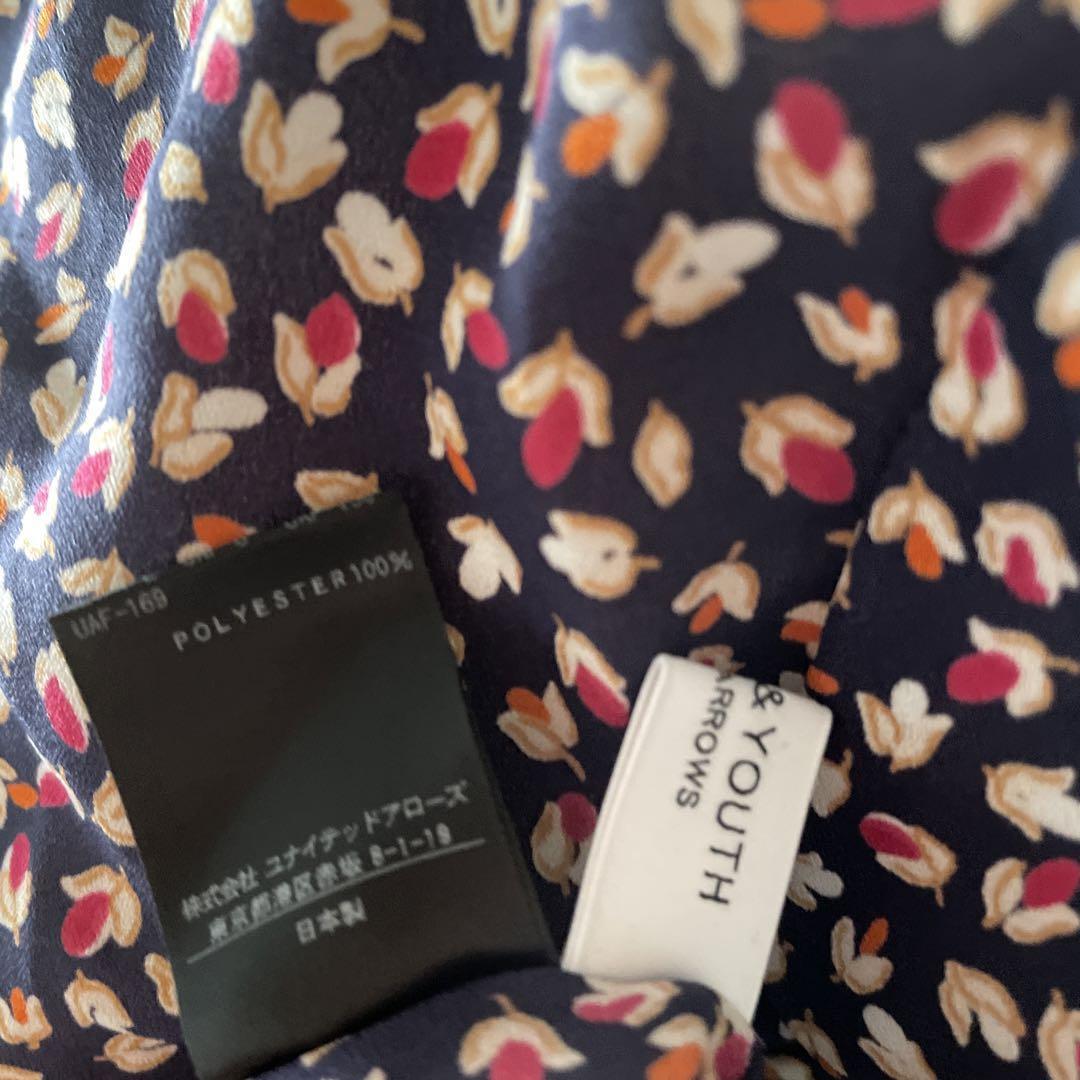 UAF-169
POLYESTER100%
株式会社 ユナイテッドアローズ
東京都港区赤坂 8-1-19
日本製
& YOUTH
ARROWS